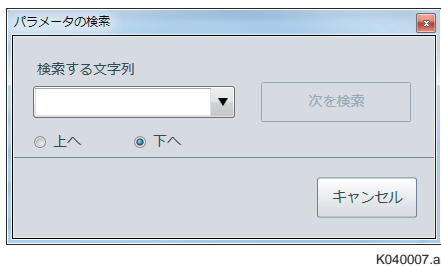 パラメータの検索
検索する文字列
次を検索
上へ
下へ
キャンセル
K040007.a